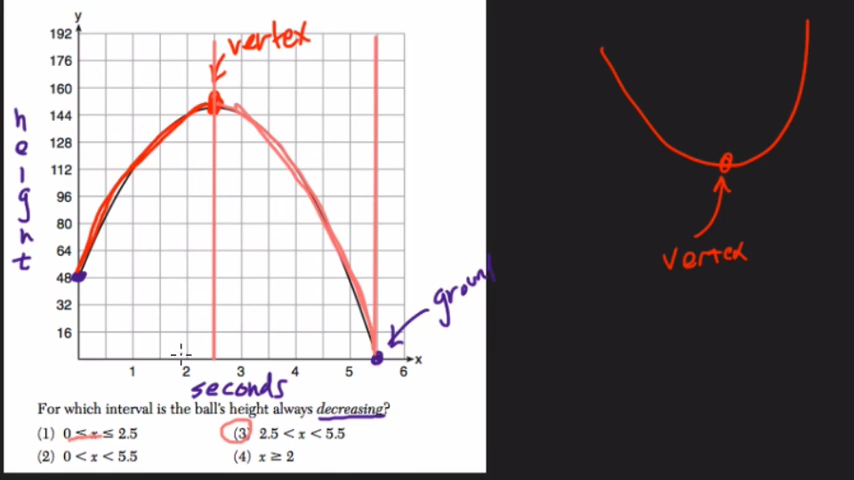 y
192
176
160
144
128
112
96
80
64
48
32
16
height
vertex
ground
x
1 2 3 4 5 6
seconds
For which interval is the ball's height always decreasing?
(1) 0 ≤ x ≤ 2.5
(3) 2.5 < x < 5.5
(2) 0 < x < 5.5
(4) x ≥ 2
vertex